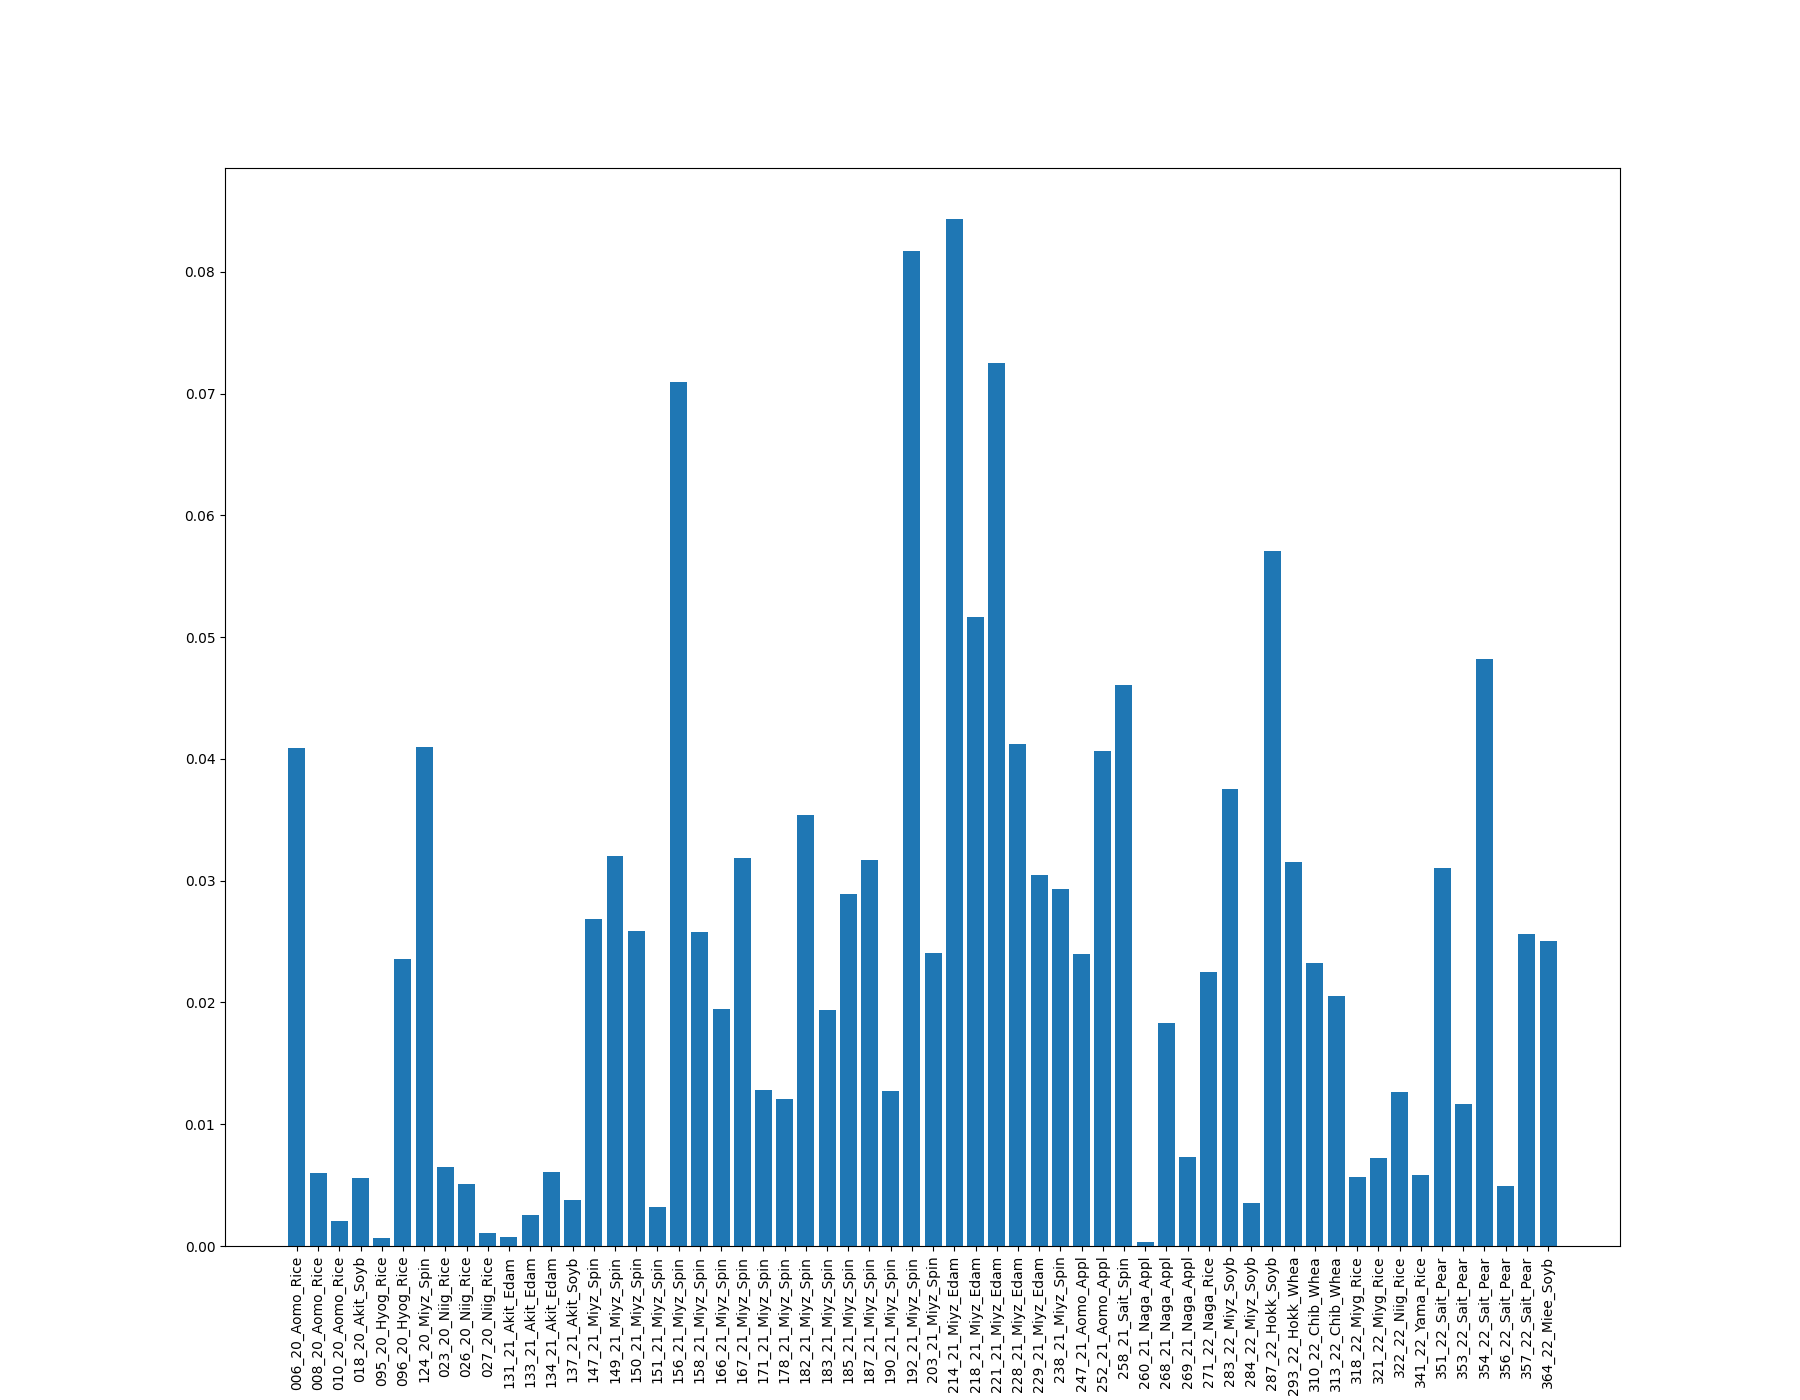 0.08
0.07
0.06
0.05
0.04
0.03
0.02
0.01
0.00
006_20_Aomo_Rice
008_20_Aomo_Rice
010_20_Aomo_Rice
018_20_Akit_Soyb
095_20_Hyog_Rice
096_20_Hyog_Rice
124_20_Miyz_Spin
023_20_Niig_Rice
026_20_Niig_Rice
027_20_Niig_Rice
131_21_Akit_Edam
133_21_Akit_Edam
134_21_Akit_Edam
137_21_Akit_Soyb
147_21_Miyz_Spin
149_21_Miyz_Spin
150_21_Miyz_Spin
151_21_Miyz_Spin
156_21_Miyz_Spin
158_21_Miyz_Spin
166_21_Miyz_Spin
167_21_Miyz_Spin
171_21_Miyz_Spin
178_21_Miyz_Spin
182_21_Miyz_Spin
183_21_Miyz_Spin
185_21_Miyz_Spin
187_21_Miyz_Spin
190_21_Miyz_Spin
192_21_Miyz_Spin
203_21_Miyz_Spin
214_21_Miyz_Edam
218_21_Miyz_Edam
221_21_Miyz_Edam
228_21_Miyz_Edam
229_21_Miyz_Edam
238_21_Miyz_Spin
247_21_Aomo_Appl
252_21_Aomo_Appl
258_21_Sait_Spin
260_21_Naga_Appl
268_21_Naga_Appl
269_21_Naga_Appl
271_22_Naga_Rice
283_22_Miyz_Soyb
284_22_Miyz_Soyb
287_22_Hokk_Soyb
293_22_Hokk_Whea
310_22_Chib_Whea
313_22_Chib_Whea
318_22_Miyg_Rice
321_22_Miyg_Rice
322_22_Niig_Rice
341_22_Yama_Rice
351_22_Sait_Pear
353_22_Sait_Pear
354_22_Sait_Pear
356_22_Sait_Pear
357_22_Sait_Pear
364_22_Miee_Soyb